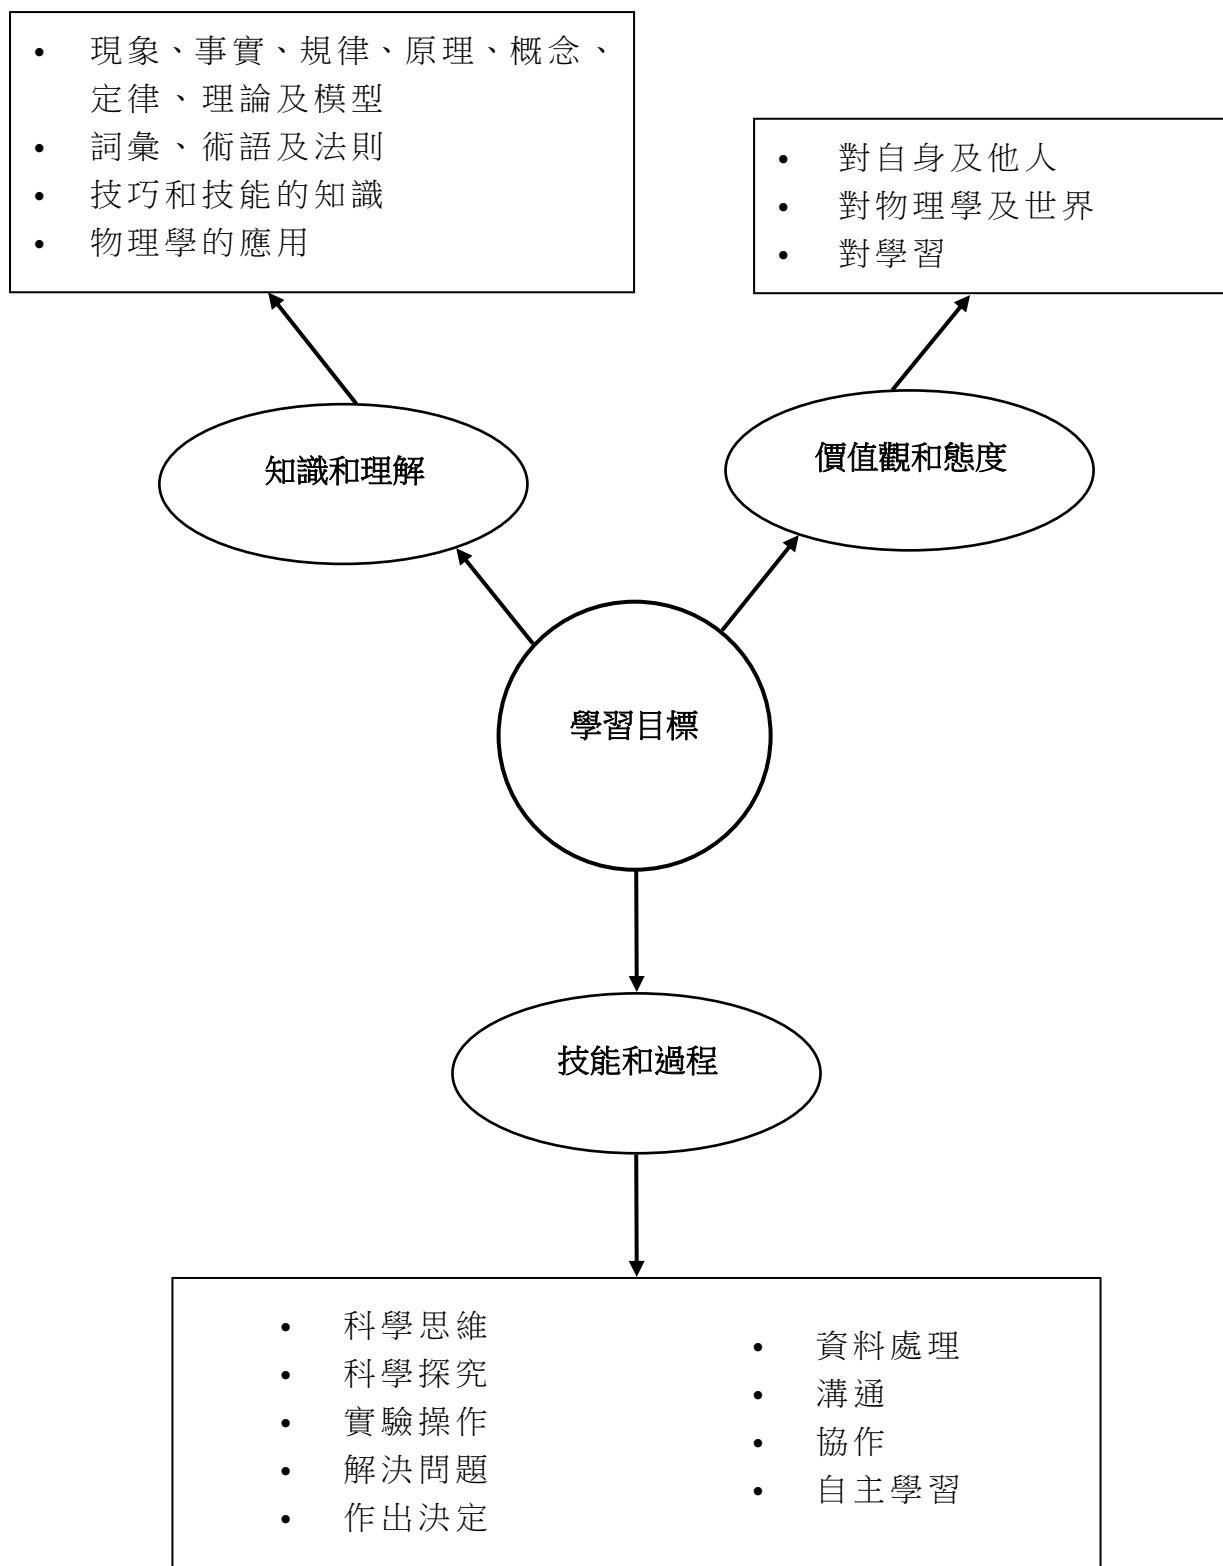 • 現象、事實、規律、原理、概念、
定律、理論及模型
• 詞彙、術語及法則
• 技巧和技能的知識
• 物理學的應用
• 對自身及他人
• 對物理學及世界
• 對學習
知識和理解
價值觀和態度
學習目標
技能和過程
• 科學思維
• 科學探究
• 實驗操作
• 解決問題
• 作出決定
• 資料處理
• 溝通
• 協作
• 自主學習